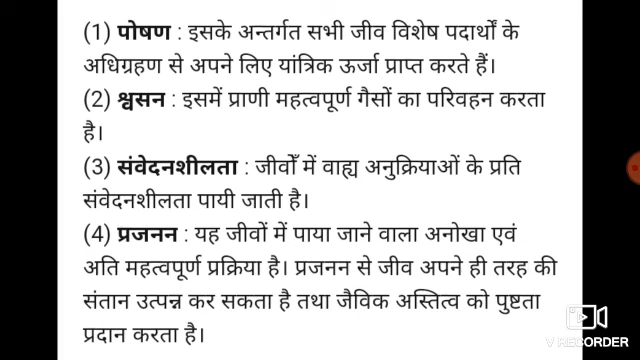 (1) पोषण : इसके अन्तर्गत सभी जीव विशेष पदार्थों के
अधिग्रहण से अपने लिए यांत्रिक ऊर्जा प्राप्त करते हैं।
(2) श्वसन : इसमें प्राणी महत्वपूर्ण गैसों का परिवहन करता
है।
(3) संवेदनशीलता : जीवोंँ में वाह्य अनुक्रियाओं के प्रति
संवेदनशीलता पायी जाती है।
(4) प्रजनन : यह जीवों में पाया जाने वाला अनोखा एवं
अति महत्वपूर्ण प्रक्रिया है। प्रजनन से जीव अपने ही तरह की
संतान उत्पन्न कर सकता है तथा जैविक अस्तित्व को पुष्टता
प्रदान करता है।
V RECORDER